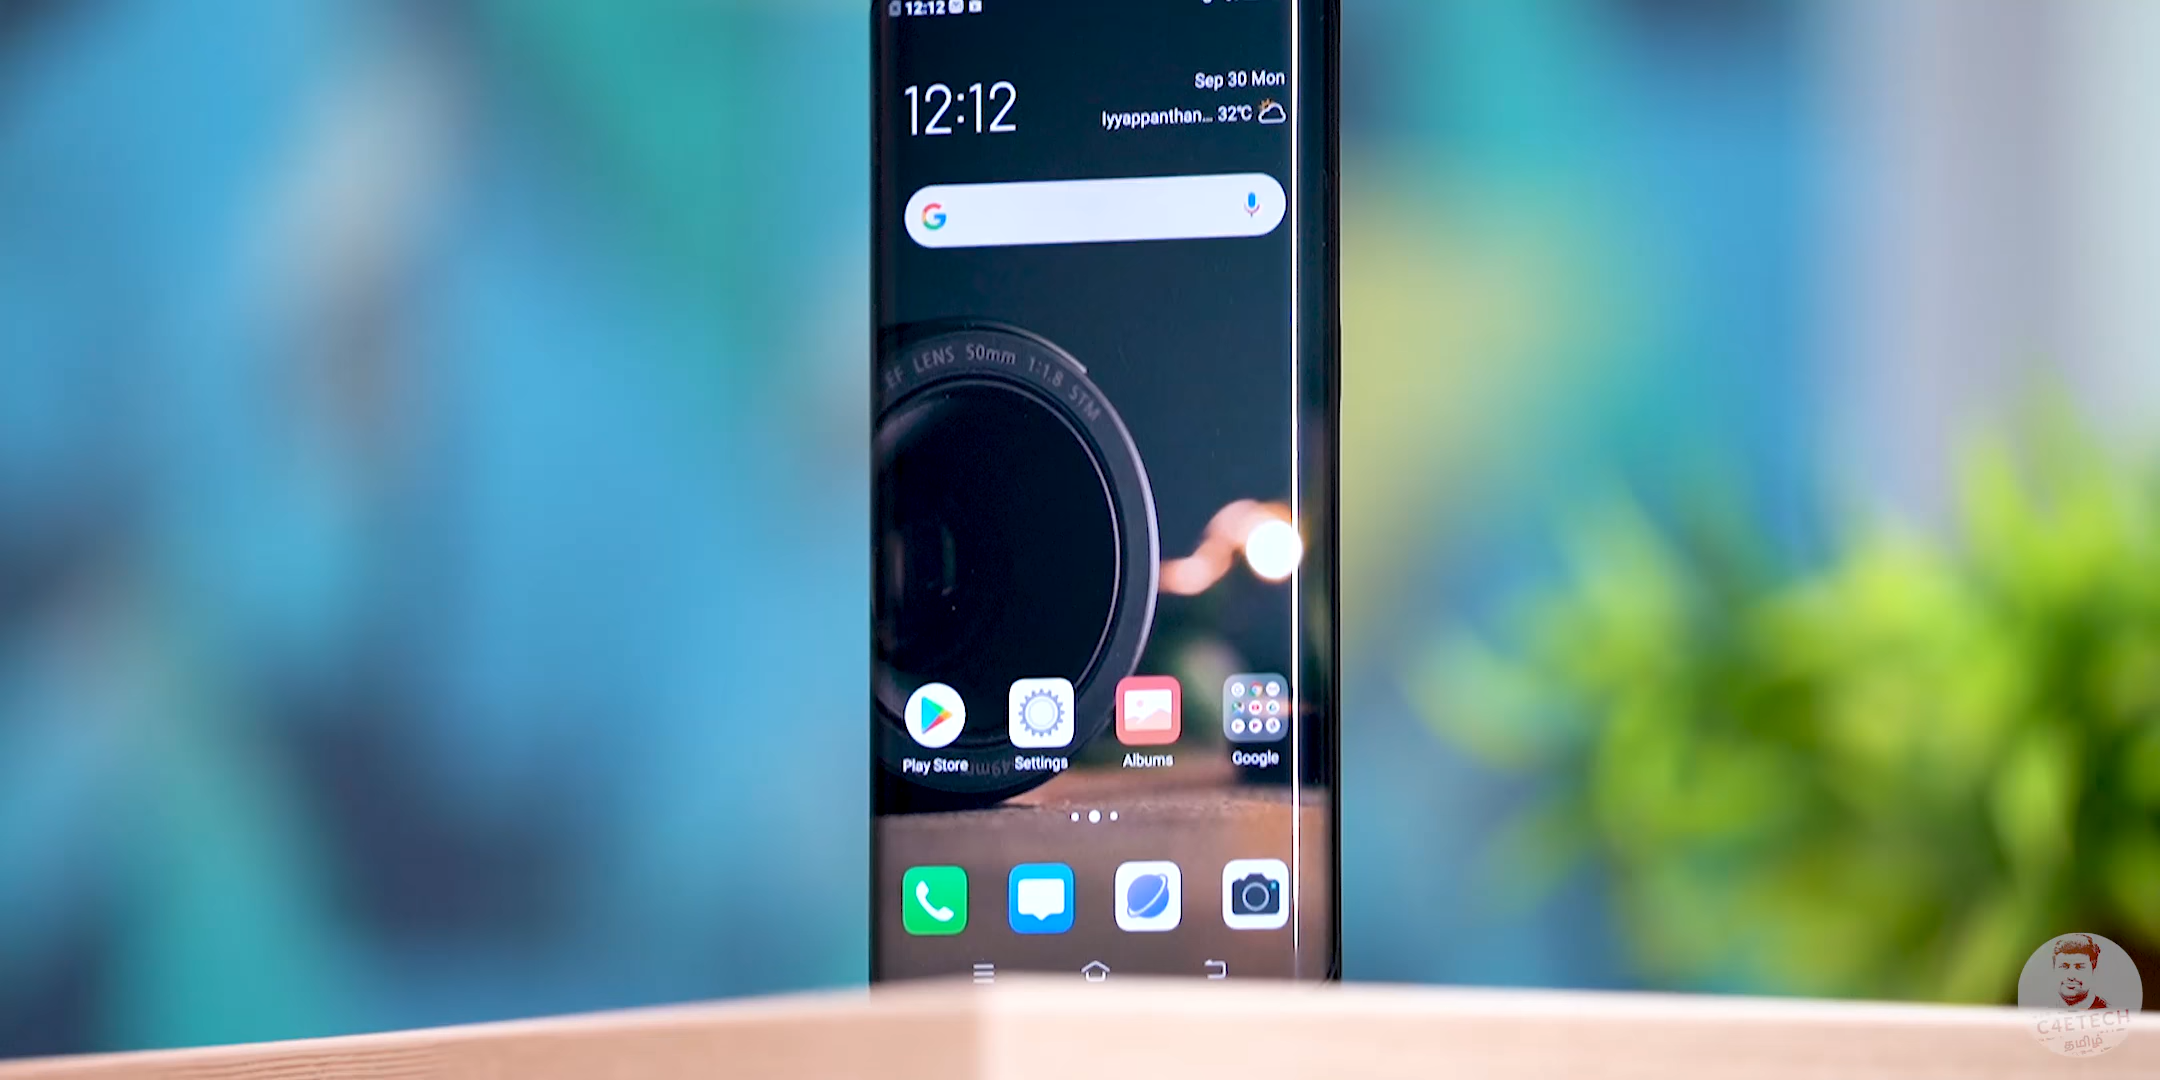 12:12
12:12
Sep 30 Mon
Iyyappanthan... 32℃
G
EF LENS 50mm 1:1.8 STM
Play Store
Settings
Albums
Google
C4ETECH
தமிழ்